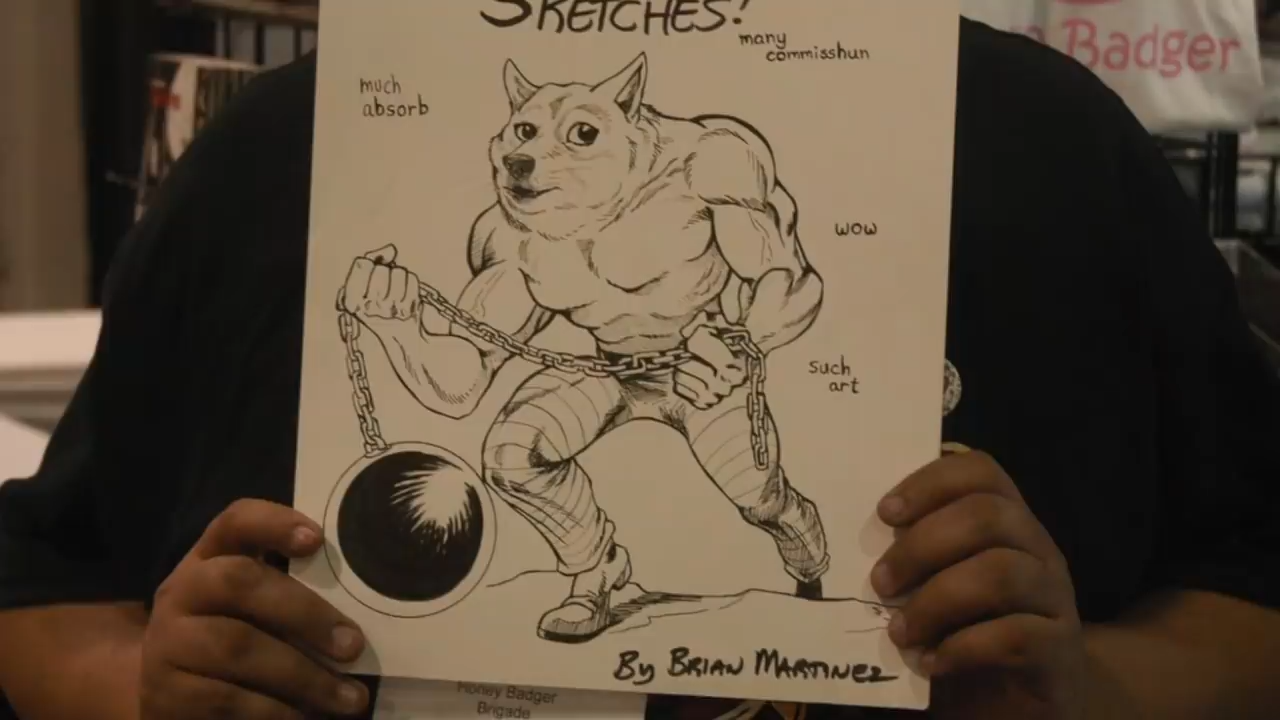 SKETCHES!
many
commisshun
much
absorb
Badger
wow
such
art
By BRIAN MARTINEZ
Honey Badger
Brigade